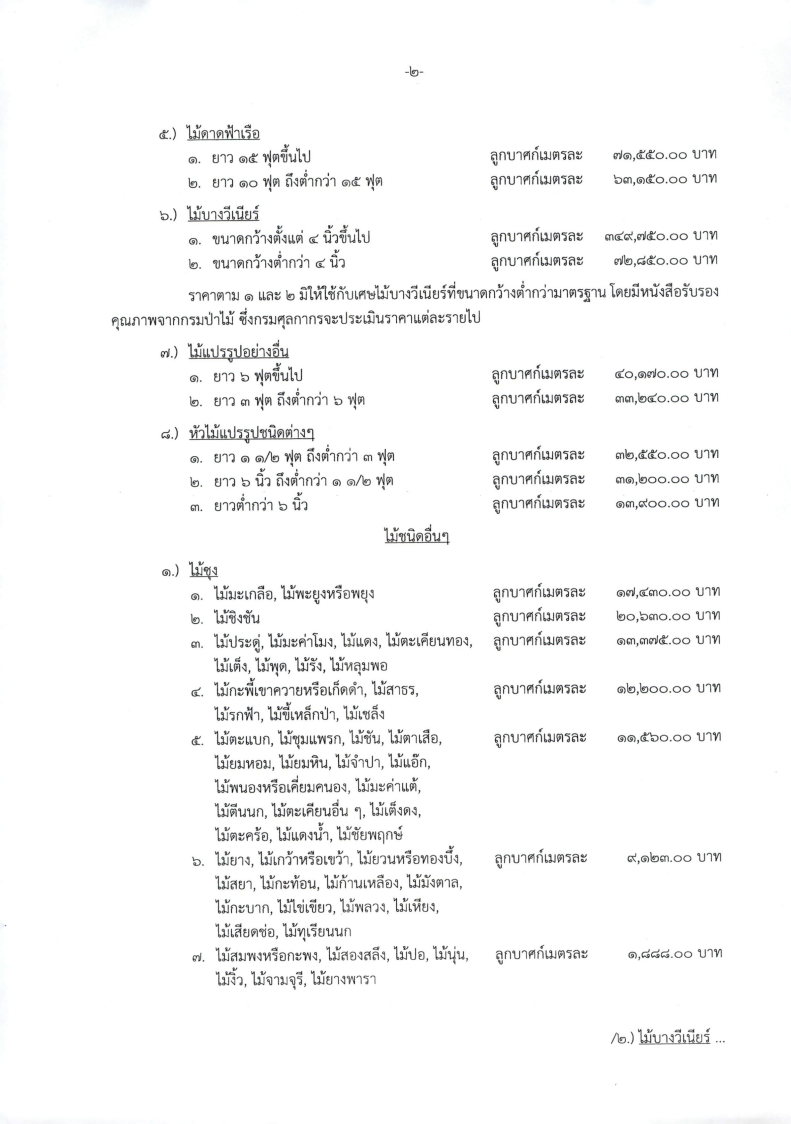 -๒-
๕.) ไม้ดาดฟ้าเรือ
๑. ยาว ๑๕ ฟุตขึ้นไป ลูกบาศก์เมตรละ ๗๑,๕๕๐.๐๐ บาท
๒. ยาว ๑๐ ฟุต ถึงต่ำกว่า ๑๕ ฟุต ลูกบาศก์เมตรละ ๖๓,๑๕๐.๐๐ บาท
๖.) ไม้บางวีเนียร์
๑. ขนาดกว้างตั้งแต่ ๔ นิ้วขึ้นไป ลูกบาศก์เมตรละ ๓๔๙,๗๕๐.๐๐ บาท
๒. ขนาดกว้างต่ำกว่า ๔ นิ้ว ลูกบาศก์เมตรละ ๗๒,๘๕๐.๐๐ บาท
ราคาตาม ๑ และ ๒ มิให้ใช้กับเศษไม้บางวีเนียร์ที่ขนาดกว้างต่ำกว่ามาตรฐาน โดยมีหนังสือรับรอง
คุณภาพจากกรมป่าไม้ ซึ่งกรมศุลกากรจะประเมินราคาแต่ละรายไป
๗.) ไม้แปรรูปอย่างอื่น
๑. ยาว ๖ ฟุตขึ้นไป ลูกบาศก์เมตรละ ๔๐,๑๗๐.๐๐ บาท
๒. ยาว ๓ ฟุต ถึงต่ำกว่า ๖ ฟุต ลูกบาศก์เมตรละ ๓๓,๒๔๐.๐๐ บาท
๘.) หัวไม้แปรรูปชนิดต่างๆ
๑. ยาว ๑ ๑/๒ ฟุต ถึงต่ำกว่า ๓ ฟุต ลูกบาศก์เมตรละ ๓๒,๕๕๐.๐๐ บาท
๒. ยาว ๖ นิ้ว ถึงต่ำกว่า ๑ ๑/๒ ฟุต ลูกบาศก์เมตรละ ๓๑,๒๐๐.๐๐ บาท
๓. ยาวต่ำกว่า ๖ นิ้ว ลูกบาศก์เมตรละ ๑๓,๙๐๐.๐๐ บาท
ไม้ชนิดอื่นๆ
๑.) ไม้ซุง
๑. ไม้มะเกลือ, ไม้พะยูงหรือพยุง ลูกบาศก์เมตรละ ๑๗,๔๓๐.๐๐ บาท
๒. ไม้ชิงชัน ลูกบาศก์เมตรละ ๒๐,๖๓๐.๐๐ บาท
๓. ไม้ประดู่, ไม้มะค่าโมง, ไม้แดง, ไม้ตะเคียนทอง, ลูกบาศก์เมตรละ ๑๓,๓๗๕.๐๐ บาท
ไม้เต็ง, ไม้พุด, ไม้รัง, ไม้หลุมพอ
๔. ไม้กะพี้เขาควายหรือเก็ดดำ, ไม้สาธร, ลูกบาศก์เมตรละ ๑๒,๒๐๐.๐๐ บาท
ไม้รกฟ้า, ไม้ขี้เหล็กป่า, ไม้เชล็ง
๕. ไม้ตะแบก, ไม้ชุมแพรก, ไม้ชัน, ไม้ตาเสือ, ลูกบาศก์เมตรละ ๑๑,๕๖๐.๐๐ บาท
ไม้ยมหอม, ไม้ยมหิน, ไม้จำปา, ไม้แอ๊ก,
ไม้พนองหรือเคี่ยมคนอง, ไม้มะค่าแต้,
ไม้ตีนนก, ไม้ตะเคียนอื่น ๆ, ไม้เต็งดง,
ไม้ตะคร้อ, ไม้แดงน้ำ, ไม้ชัยพฤกษ์
๖. ไม้ยาง, ไม้เกว้าหรือเขว้า, ไม้ยวนหรือทองบึ้ง, ลูกบาศก์เมตรละ ๙,๑๒๓.๐๐ บาท
ไม้สยา, ไม้กะท้อน, ไม้ก้านเหลือง, ไม้มังตาล,
ไม้กะบาก, ไม้ไข่เขียว, ไม้พลวง, ไม้เหียง,
ไม้เสียดช่อ, ไม้ทุเรียนนก
๗. ไม้สมพงหรือกะพง, ไม้สองสลึง, ไม้ปอ, ไม้นุ่น, ลูกบาศก์เมตรละ ๑,๘๘๘.๐๐ บาท
ไม้งิ้ว, ไม้จามจุรี, ไม้ยางพารา
/๒.) ไม้บางวีเนียร์ ...